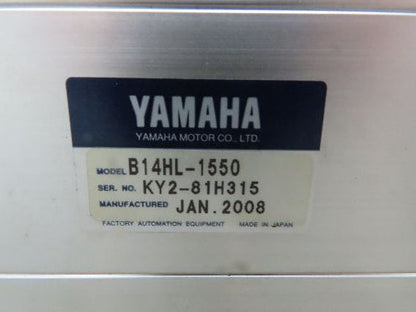 YAMAHA
YAMAHA MOTOR CO., LTD.
MODEL B14HL-1550
SER. NO. KY2-81H315
MANUFACTURED JAN.2008
FACTORY AUTOMATION EQUIPMENT MADE IN JAPAN